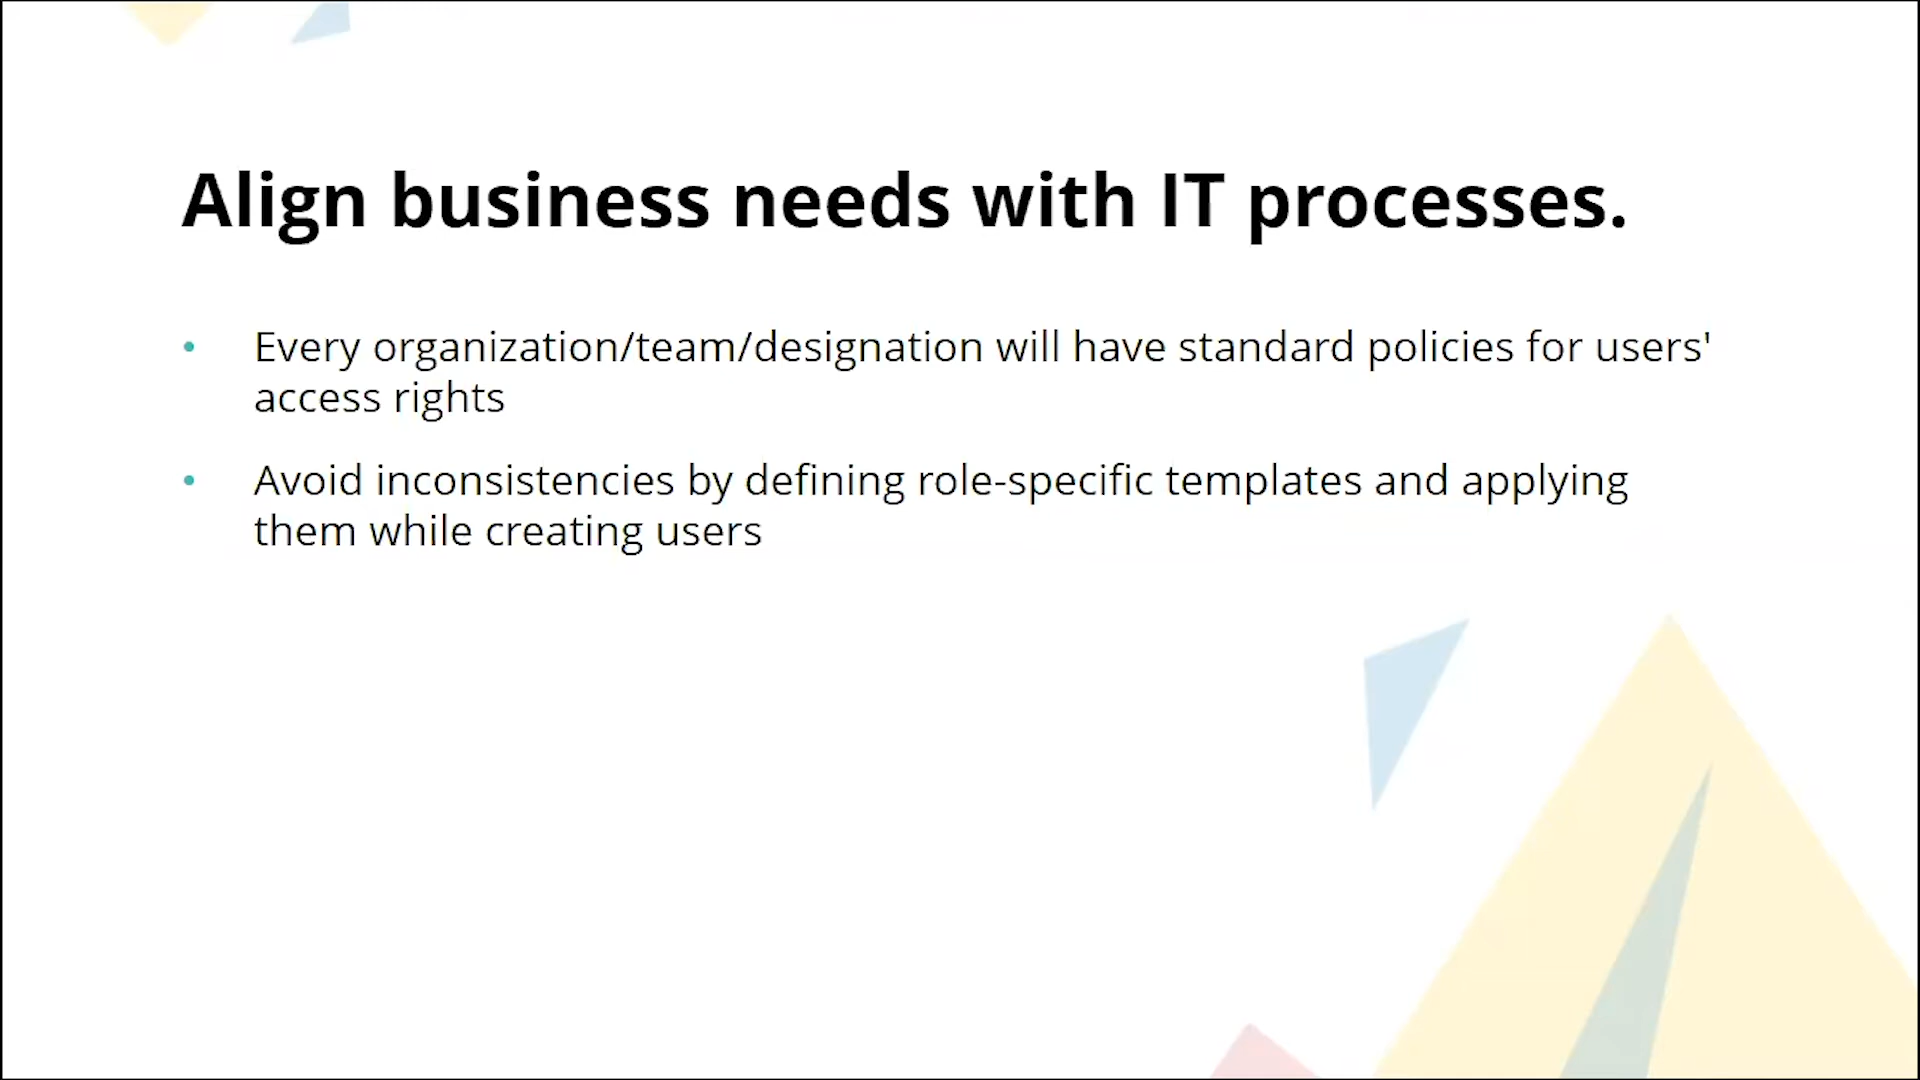 Align business needs with IT processes.
• Every organization/team/designation will have standard policies for users'
access rights
• Avoid inconsistencies by defining role-specific templates and applying
them while creating users